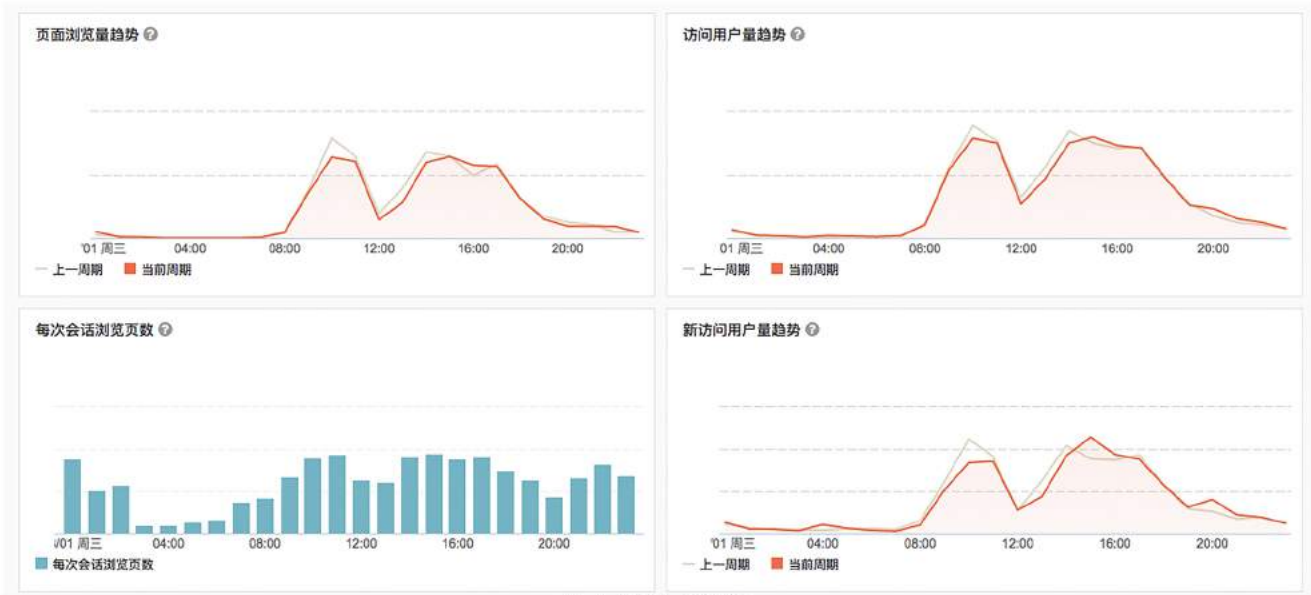 页面浏览量趋势 ?
'01 周三 04:00 08:00 12:00 16:00 20:00
上一周期 当前周期
访问用户量趋势 ?
01 周三 04:00 08:00 12:00 16:00 20:00
上一周期 当前周期
每次会话浏览页数 ?
/01 周三 04:00 08:00 12:00 16:00 20:00
每次会话浏览页数
新访问用户量趋势 ?
'01 周三 04:00 08:00 12:00 16:00 20:00
上一周期 当前周期